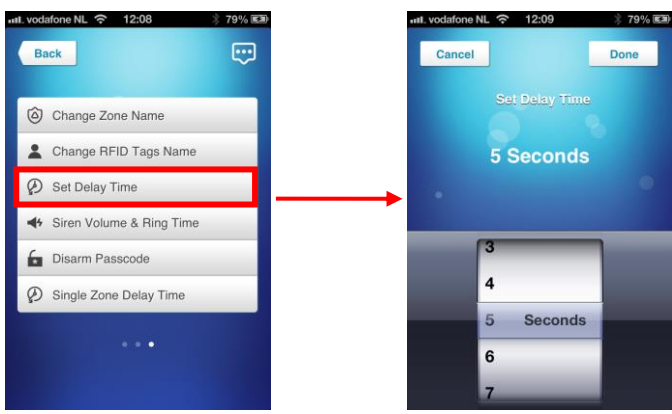 vodafone NL 12:08 79%
Back
Change Zone Name
Change RFID Tags Name
Set Delay Time
Siren Volume & Ring Time
Disarm Passcode
Single Zone Delay Time
vodafone NL 12:09 79%
Cancel Done
Set Delay Time
5 Seconds
3
4
5 Seconds
6
7